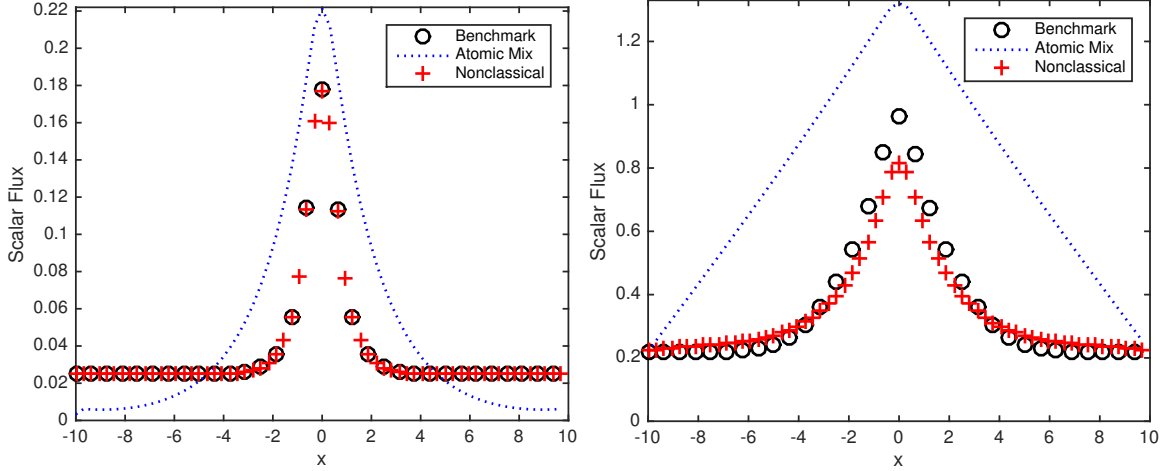 0.22
0.2
0.18
0.16
0.14
0.12
0.1
0.08
0.06
0.04
0.02
0
Scalar Flux
-10 -8 -6 -4 -2 0 2 4 6 8 10
x
Benchmark
Atomic Mix
Nonclassical
1.2
1
0.8
0.6
0.4
0.2
0
Scalar Flux
-10 -8 -6 -4 -2 0 2 4 6 8 10
x
Benchmark
Atomic Mix
Nonclassical